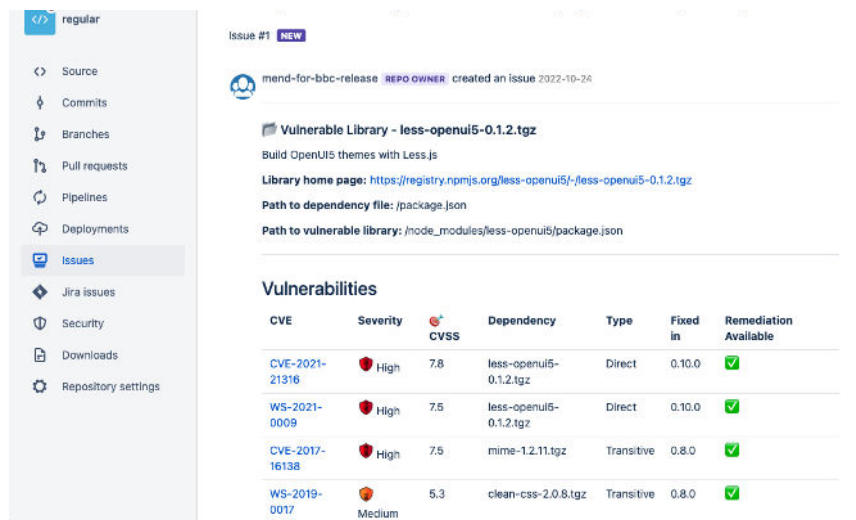 </> regular
Source
Commits
Branches
Pull requests
Pipelines
Deployments
Issues
Jira issues
Security
Downloads
Repository settings
Issue #1 NEW
mend-for-bbc-release REPO OWNER created an issue 2022-10-24
Vulnerable Library - less-openui5-0.1.2.tgz
Build OpenUI5 themes with Less.js
Library home page: https://registry.npmjs.org/less-openui5/-/less-openui5-0.1.2.tgz
Path to dependency file: /package.json
Path to vulnerable library: /node_modules/less-openui5/package.json
Vulnerabilities
CVE Severity CVSS Dependency Type Fixed in Remediation Available
CVE-2021-21316 High 7.8 less-openui5-0.1.2.tgz Direct 0.10.0
WS-2021-0009 High 7.5 less-openui5-0.1.2.tgz Direct 0.10.0
CVE-2017-16138 High 7.5 mime-1.2.11.tgz Transitive 0.8.0
WS-2019-0017 Medium 5.3 clean-css-2.0.8.tgz Transitive 0.8.0